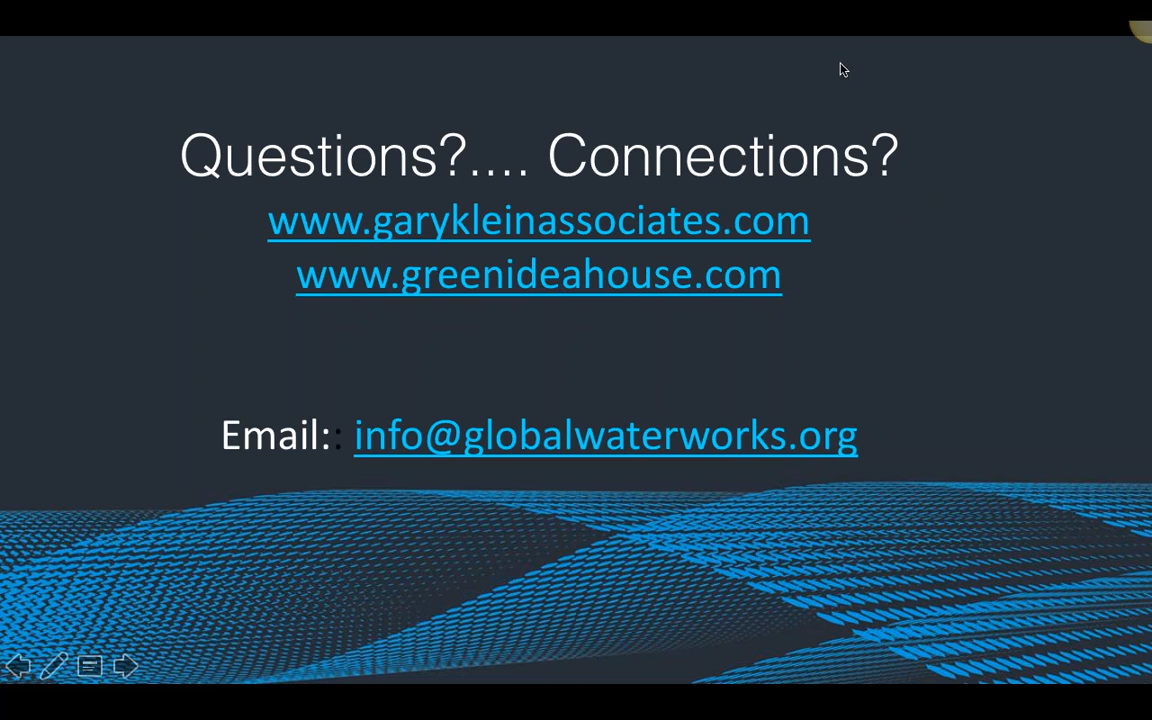 Questions?.... Connections?
www.garykleinassociates.com
www.greenideahouse.com
Email:: info@globalwaterworks.org